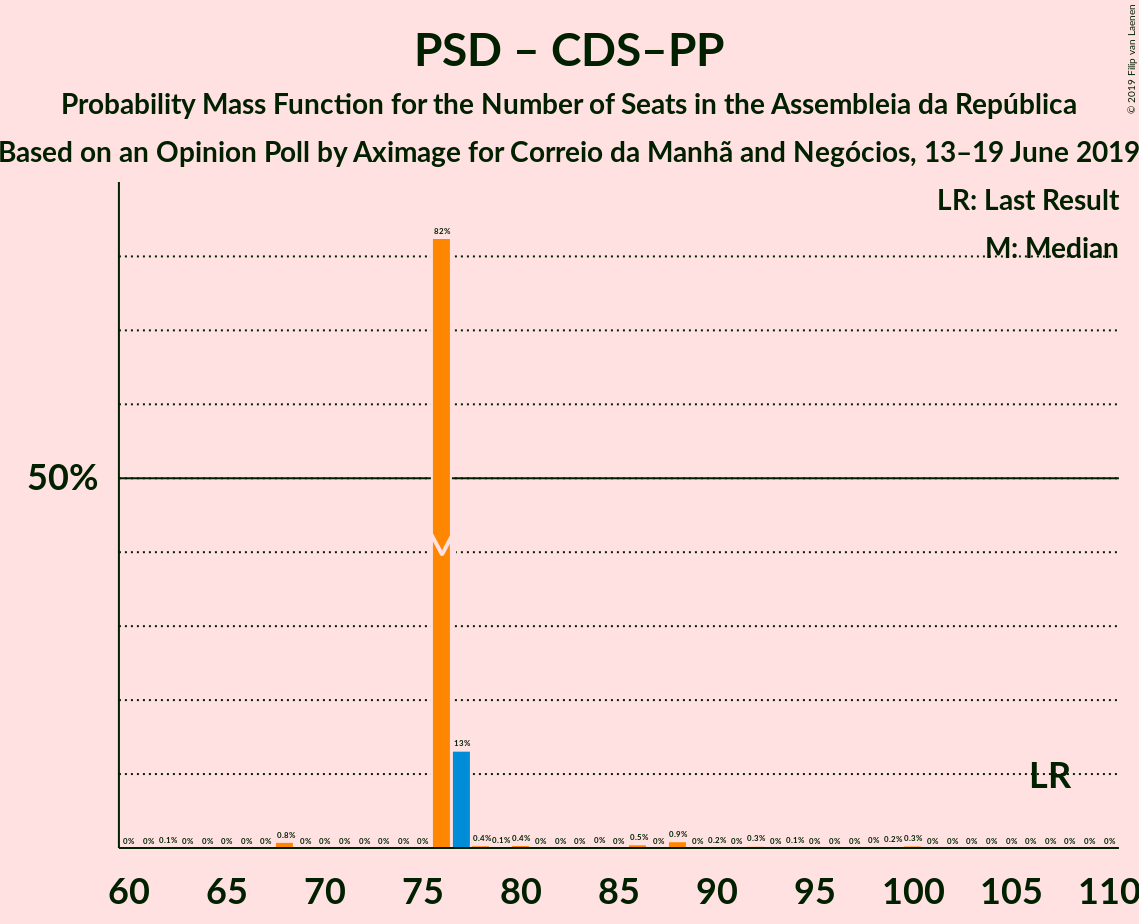 PSD – CDS–PP
Probability Mass Function for the Number of Seats in the Assembleia da República
Based on an Opinion Poll by Aximage for Correio da Manhã and Negócios, 13–19 June 2019
© 2019 Filip van Laenen
LR: Last Result
M: Median
82%
50%
13%
LR
0% 0% 0.1% 0% 0% 0% 0% 0% 0.8% 0% 0% 0% 0% 0% 0% 0% 0.4% 0.1% 0.4% 0% 0% 0% 0% 0% 0.5% 0% 0.9% 0% 0.2% 0% 0.3% 0% 0.1% 0% 0% 0% 0% 0.2% 0.3% 0% 0% 0% 0% 0% 0% 0% 0% 0% 0%
60 65 70 75 80 85 90 95 100 105 110